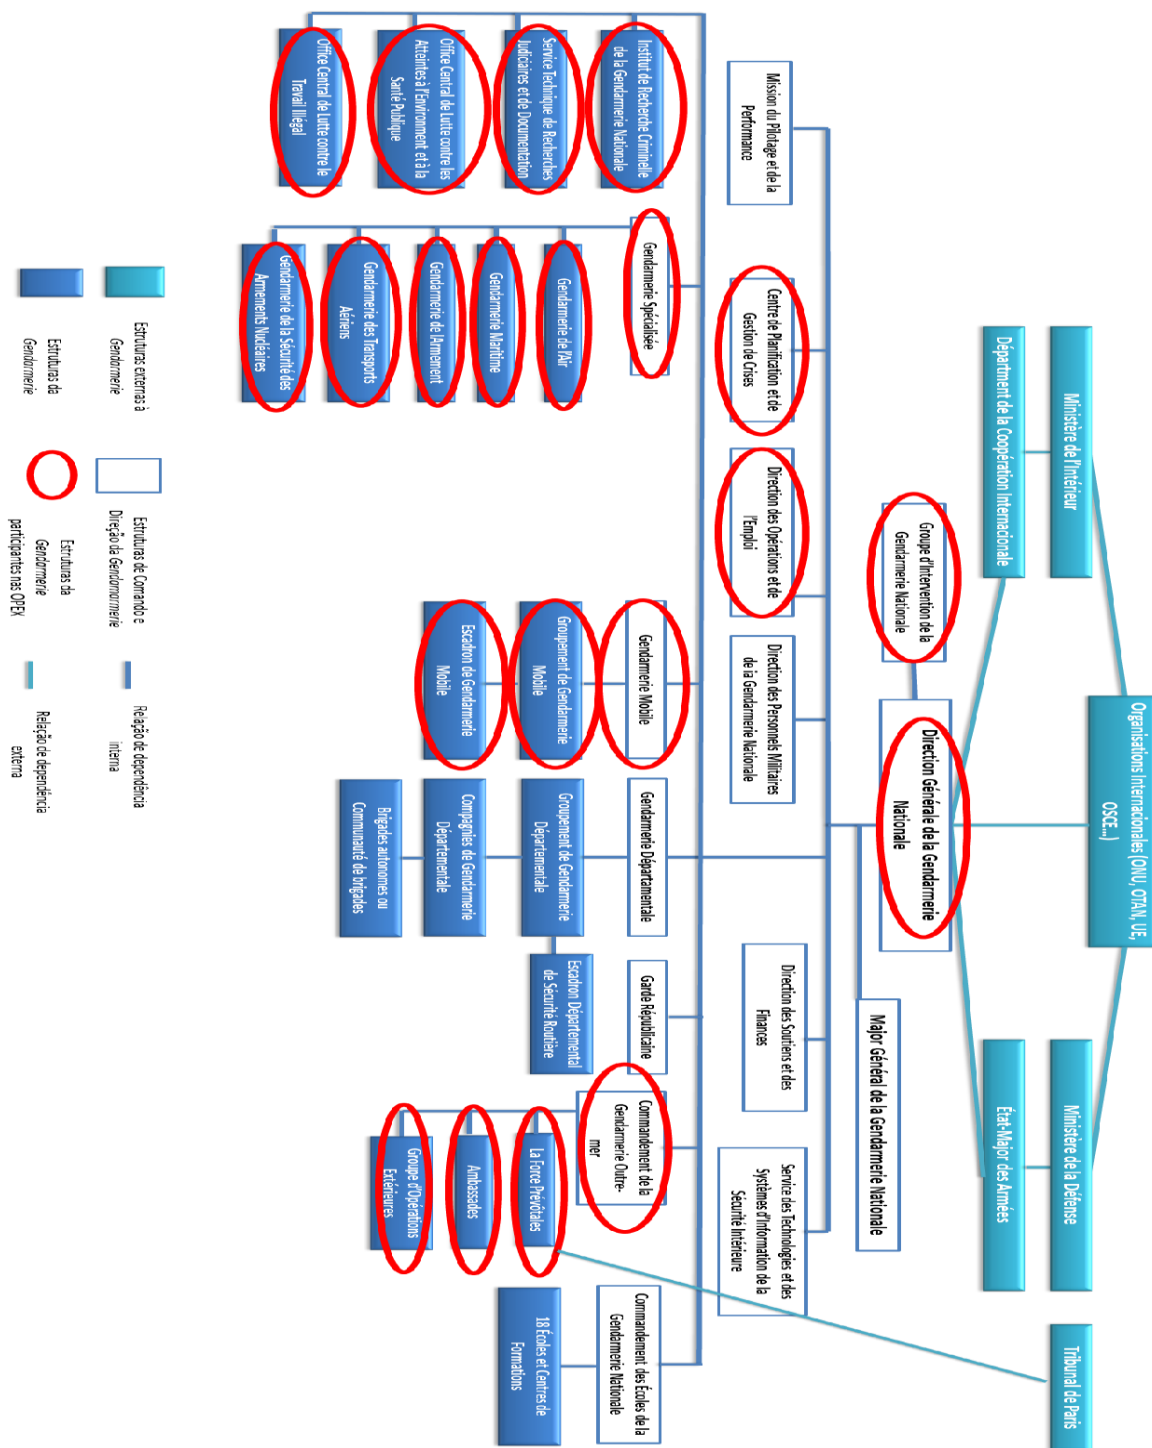 Organisations Internacionales (ONU, OTAN, UE,
OSCE...)
Ministère de l'Intérieur
Ministère de la Défense
Tribunal de Paris
Départment de la Coopération Internacionale
État-Major des Armées
Groupe d'Intervention de la
Gendarmerie Nationale
Direction Générale de la Gendarmerie
Nationale
Major Général de la Gendarmerie Nationale
Mission du Pilotage et de la
Performance
Centre de Planification et de
Gestion de Crises
Direction des Opérations et de
l'Emploi
Direction des Personnels Militaires
de la Gendarmerie Nationale
Direction des Soutiens et des
Finances
Service des Technologies et des
Systèmes d'Information de la
Sécurité Intérieure
Institut de Recherche Criminelle
de la Gendarmerie Nationale
Service Technique de Recherches
Judiciaires et de Documentation
Office Central de Lutte contre les
Atteintes à l'Environment et à la
Santé Publique
Office Central de Lutte contre le
Travail Illégal
Gendarmerie Spécialisée
Gendarmerie de l'Air
Gendarmerie Maritime
Gendarmerie de lArmement
Gendarmerie des Transports
Aériens
Gendarmerie de la Sécurité des
Armements Nucléaires
Gendarmerie Mobile
Groupement de Gendarmerie
Mobile
Escadron de Gendarmerie
Mobile
Gendarmerie Départamentale
Groupement de Gendarmerie
Départementale
Compagnies de Gendarmerie
Départementale
Brigades autonomes ou
Communauté de brigades
Escadron Départemental
de Sécurité Routière
Garde Républicaine
Commandement de la
Gendarmerie Outre-
mer
La Force Prévôtales
Ambassades
Groupe d'Opérations
Extérieures
Commandement des Écoles de la
Gendarmerie Nationale
18 Écoles et Centres de
Formations
Estruturas externas à
Gendarmerie
Estruturas de Comando e
Direção da Gendarmarmerie
Relação de dependência
interna
Estruturas da
Gendarmerie
Estruturas da
Gendarmerie
participantes nas OPEX
Relação de dependência
externa